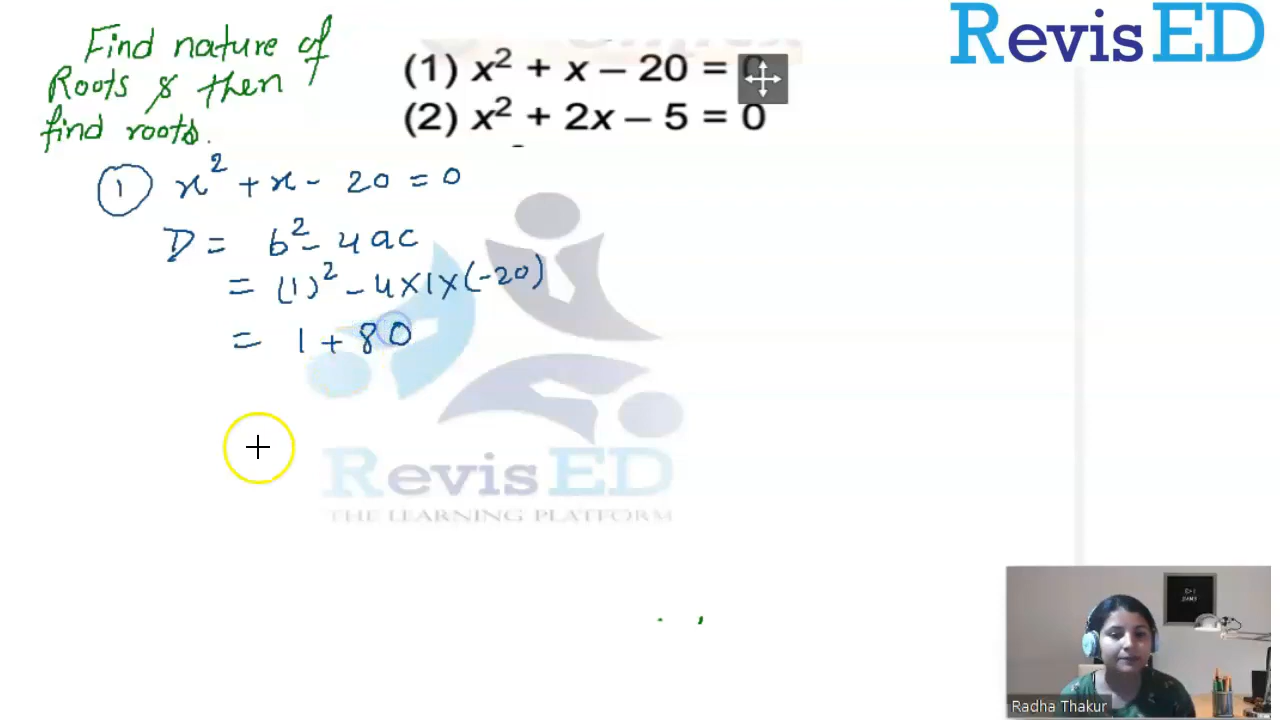 Find nature of
Roots & then
find roots.
RevisED
(1) x² + x – 20 = 0
(2) x² + 2x – 5 = 0
① x² + x - 20 = 0
D = b² - 4ac
= (1)² - 4×1×(-20)
= 1 + 80
RevisED
THE LEARNING PLATFORM
Radha Thakur